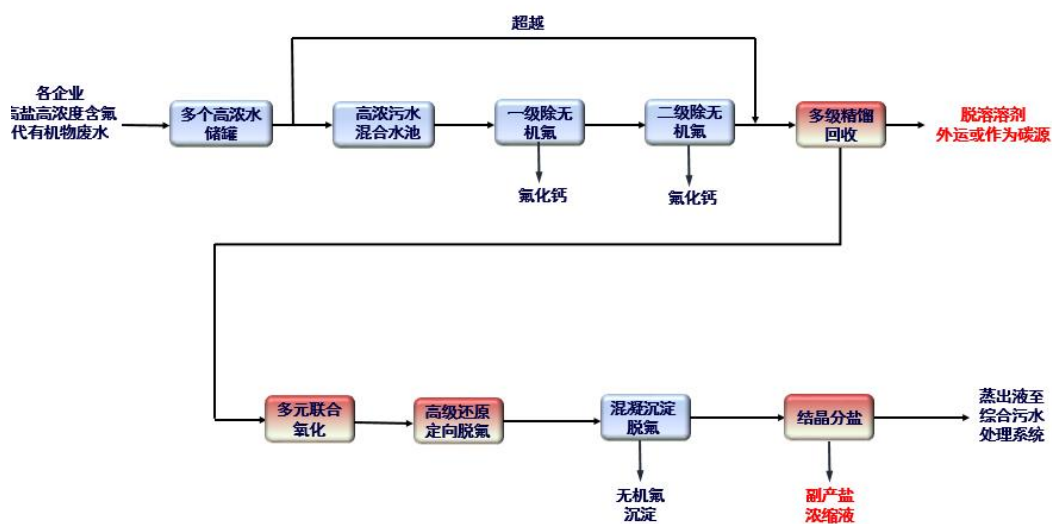 超越
各企业
高盐高浓度含氟
代有机物废水
多个高浓水
储罐
高浓污水
混合水池
一级除无
机氟
二级除无
机氟
多级精馏
回收
脱溶溶剂
外运或作为碳源
氟化钙
氟化钙
多元联合
氧化
高级还原
定向脱氟
混凝沉淀
脱氟
结晶分盐
蒸出液至
综合污水
处理系统
无机氟
沉淀
副产盐
浓缩液